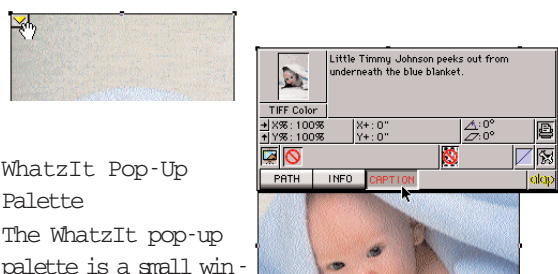 Little Timmy Johnson peeks out from
underneath the blue blanket.
TIFF Color
X%: 100%
X+: 0"
∠: 0°
Y%: 100%
Y+: 0"
▱: 0°
PATH
INFO
CAPTION
alap
WhatzIt Pop-Up
Palette
The WhatzIt pop-up
palette is a small win-